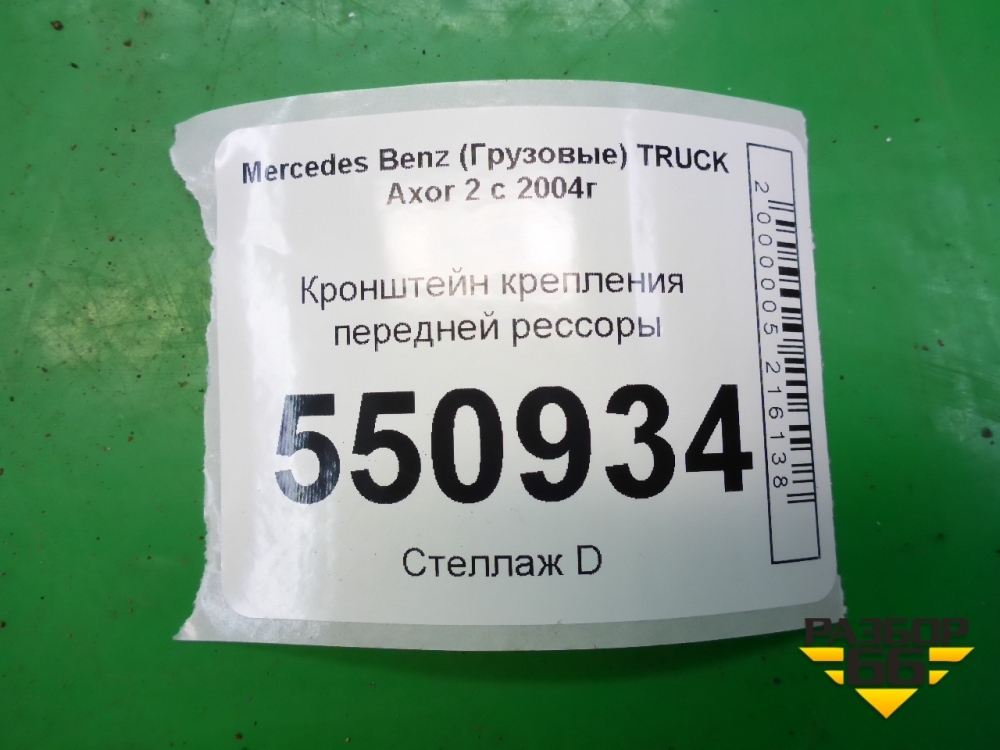 Mercedes Benz (Грузовые) TRUCK
Axor 2 с 2004г
Кронштейн крепления
передней рессоры
550934
Стеллаж D
2000005216138
РАЗБОР
66